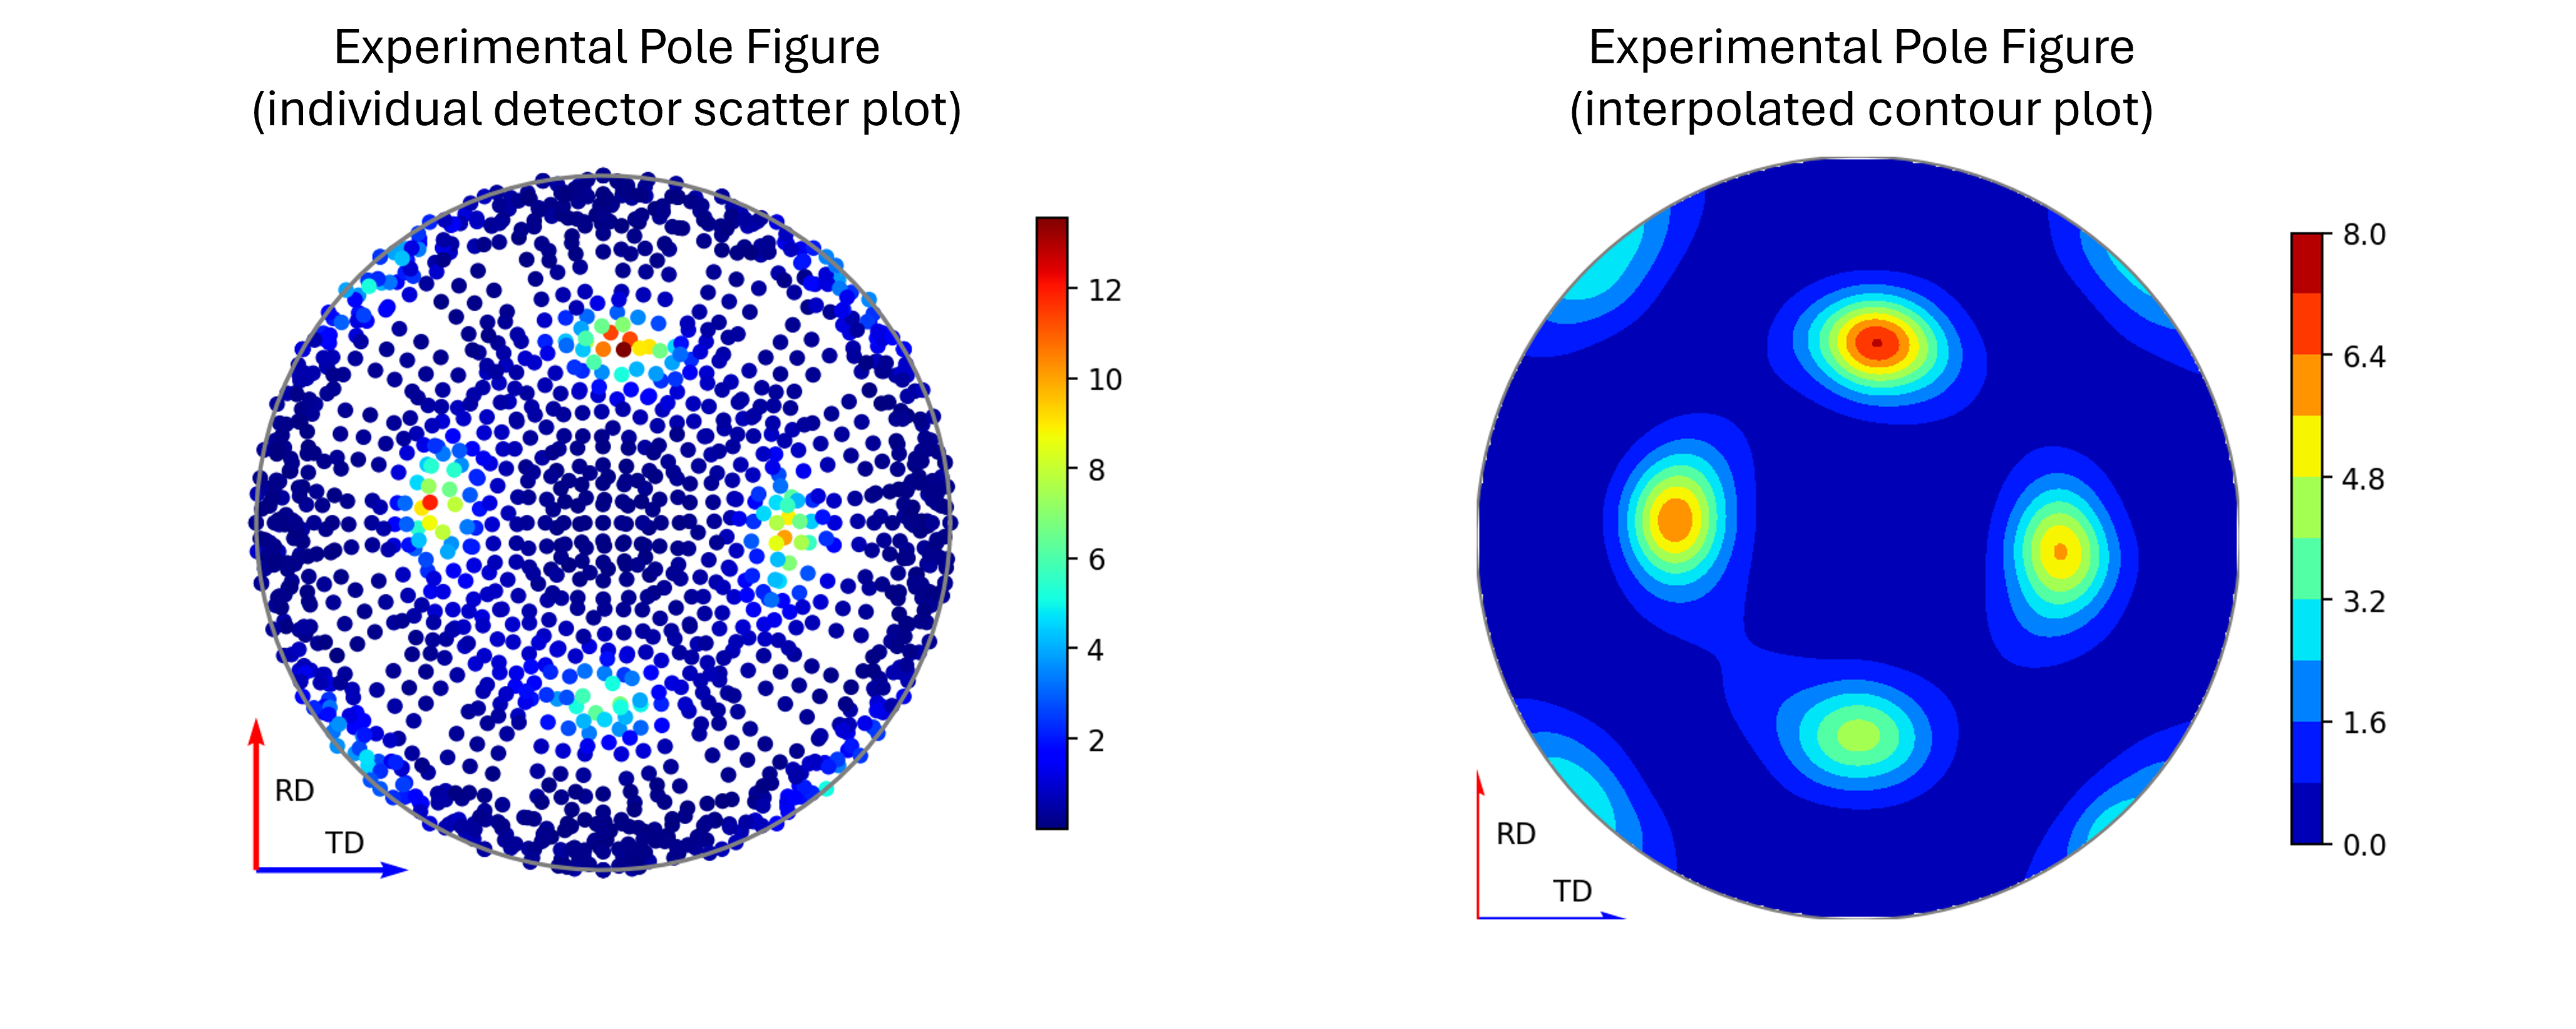 Experimental Pole Figure
(individual detector scatter plot)
12
10
8
6
4
2
RD
TD
Experimental Pole Figure
(interpolated contour plot)
8.0
6.4
4.8
3.2
1.6
0.0
RD
TD